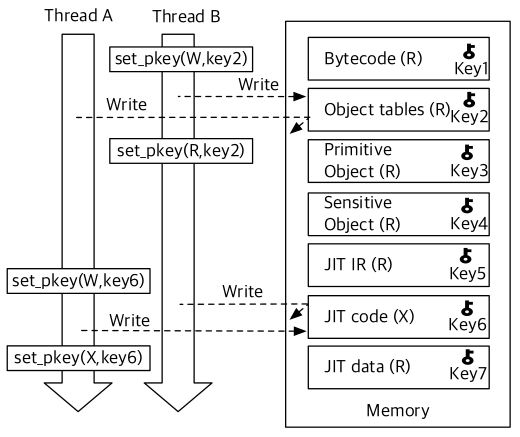 Thread A
Thread B
set_pkey(W,key2)
Write
Write
set_pkey(R,key2)
set_pkey(W,key6)
Write
Write
set_pkey(X,key6)
Bytecode (R)
Key1
Object tables (R)
Key2
Primitive
Object (R)
Key3
Sensitive
Object (R)
Key4
JIT IR (R)
Key5
JIT code (X)
Key6
JIT data (R)
Key7
Memory